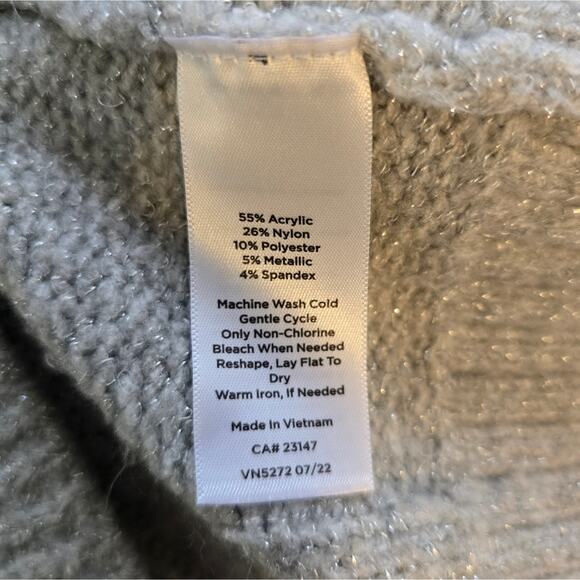 55% Acrylic
26% Nylon
10% Polyester
5% Metallic
4% Spandex
Machine Wash Cold
Gentle Cycle
Only Non-Chlorine
Bleach When Needed
Reshape, Lay Flat To
Dry
Warm Iron, If Needed
Made In Vietnam
CA# 23147
VN5272 07/22